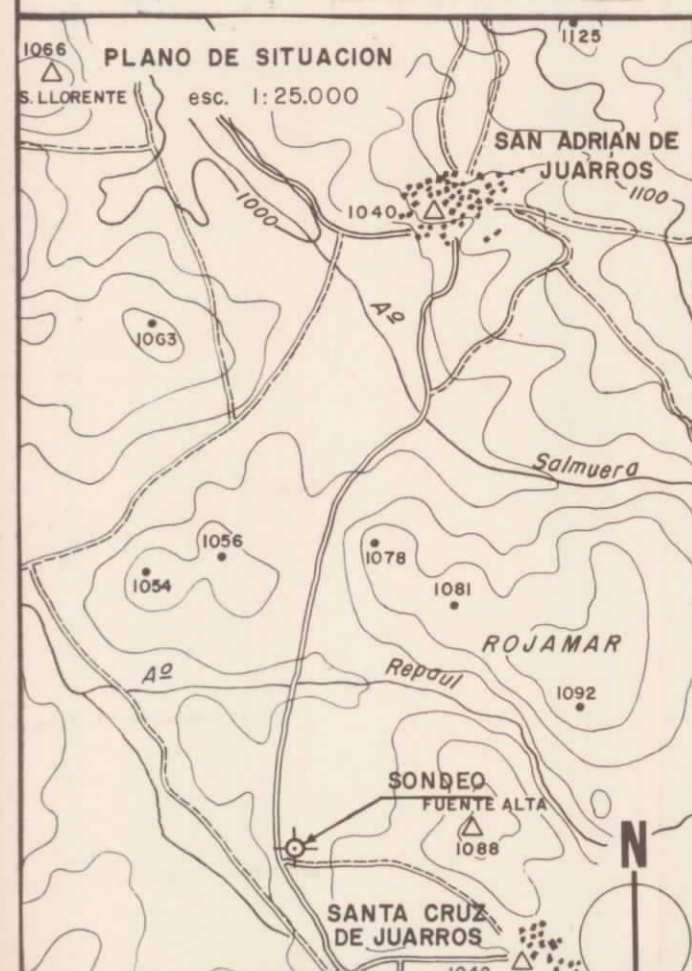 1125
1066
PLANO DE SITUACION
S. LLORENTE
esc. 1:25.000
SAN ADRIAN DE
JUARROS
1100
1000
1040
Aº
1063
Salmuera
1056
1078
1054
1081
ROJAMAR
Aº
Repaul
1092
SONDEO
FUENTE ALTA
1088
N
SANTA CRUZ
DE JUARROS